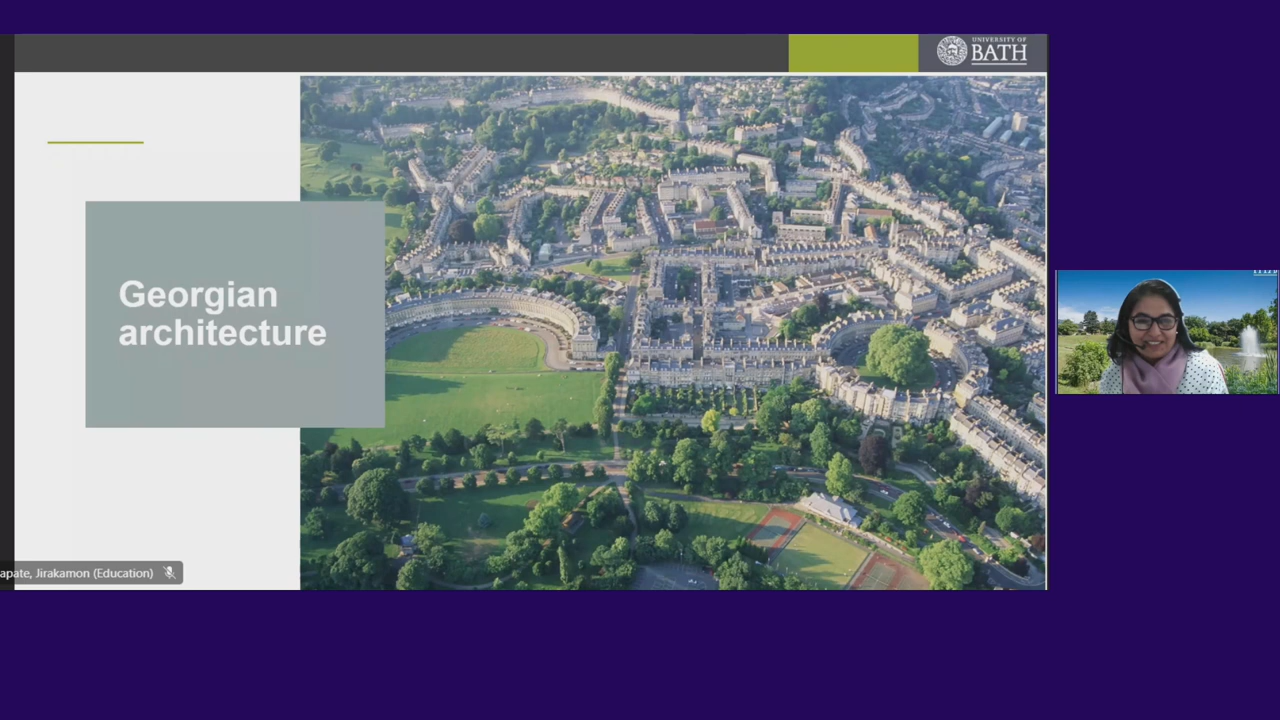 UNIVERSITY OF
BATH
Georgian
architecture
apate, Jirakamon (Education)